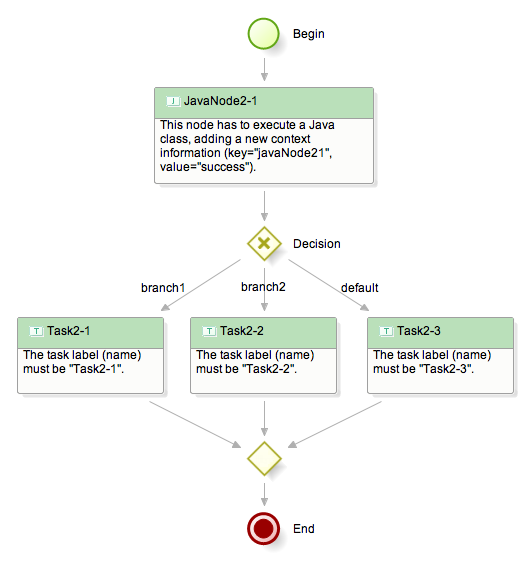 Begin
J JavaNode2-1
This node has to execute a Java
class, adding a new context
information (key="javaNode21",
value="success").
Decision
branch1 branch2 default
T Task2-1
The task label (name)
must be "Task2-1".
T Task2-2
The task label (name)
must be "Task2-2".
T Task2-3
The task label (name)
must be "Task2-3".
End